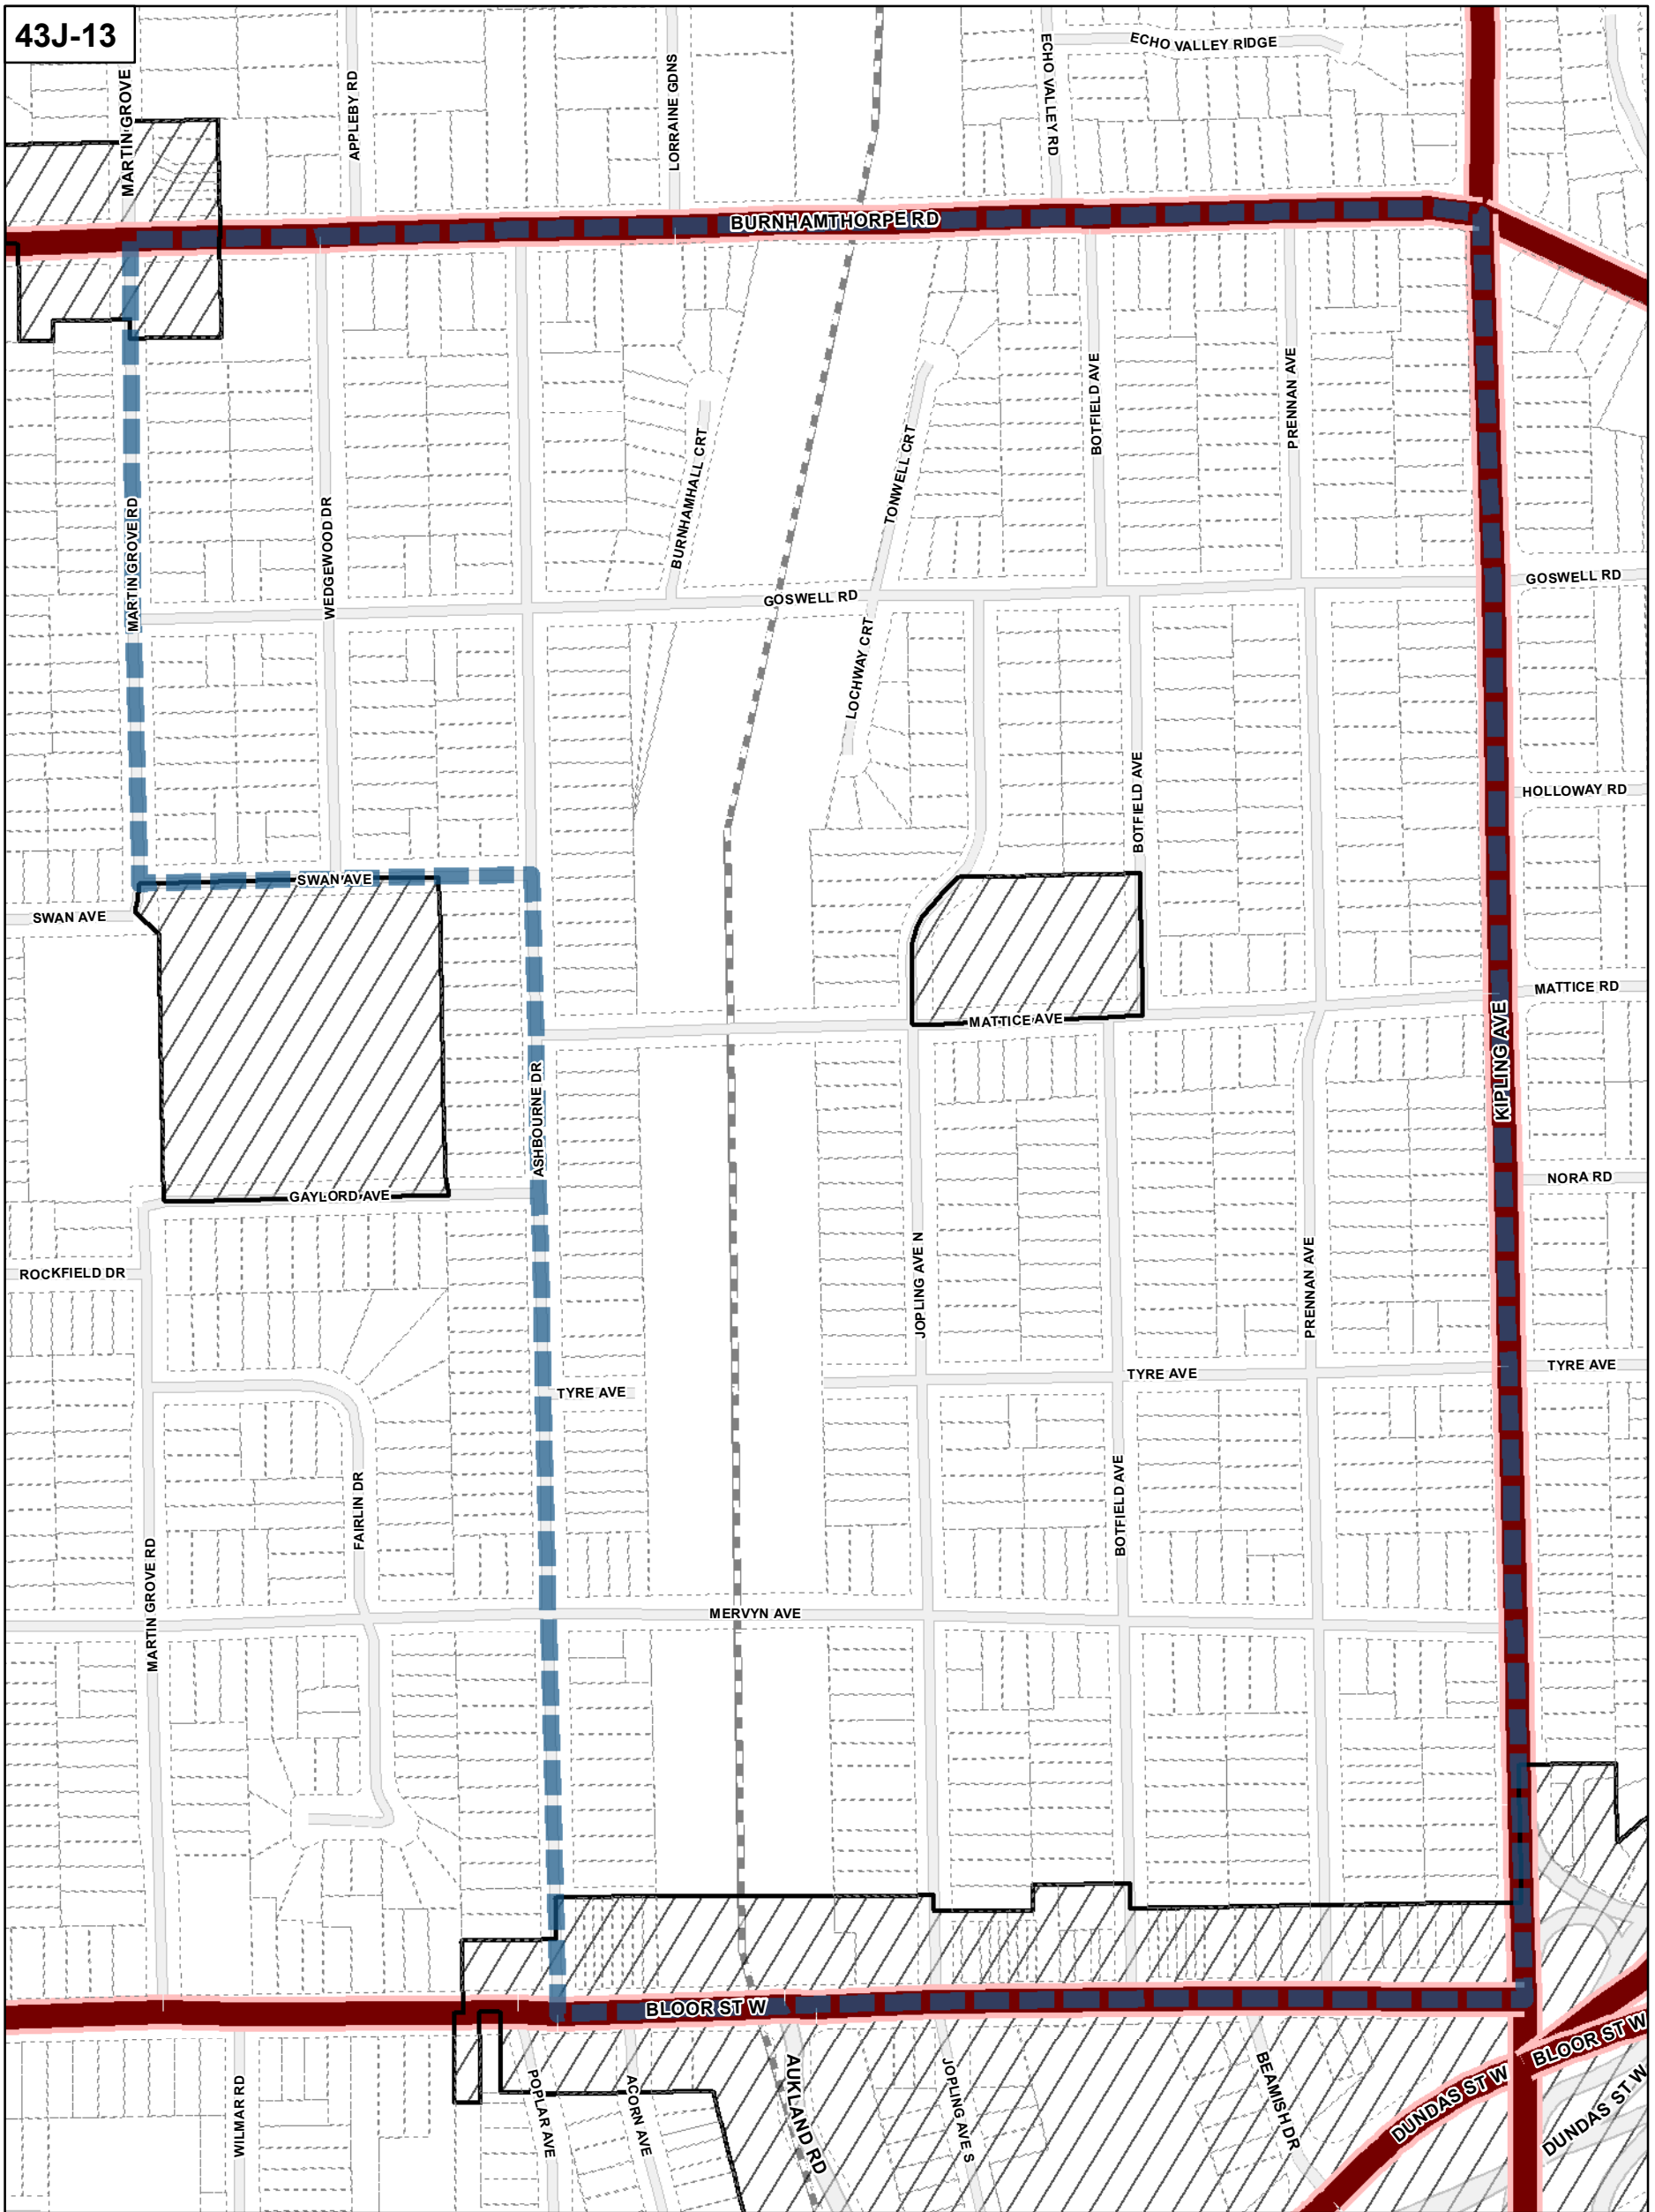 43J-13
MARTIN GROVE
APPLEBY RD
LORRAINE GDNS
ECHO VALLEY RD
ECHO VALLEY RIDGE
BURNHAMTHORPE RD
MARTIN GROVE RD
WEDGEWOOD DR
BURNHAMHALL CRT
TONWELL CRT
BOTFIELD AVE
PRENNAN AVE
GOSWELL RD
GOSWELL RD
LOCHWAY CRT
BOTFIELD AVE
HOLLOWAY RD
SWAN AVE
SWAN AVE
MATTICE AVE
MATTICE RD
KIPLING AVE
ASHBOURNE DR
GAYLORD AVE
NORA RD
ROCKFIELD DR
JOPLING AVE N
PRENNAN AVE
TYRE AVE
TYRE AVE
TYRE AVE
FAIRLIN DR
BOTFIELD AVE
MARTIN GROVE RD
MERVYN AVE
BLOOR ST W
BLOOR ST W
WILMAR RD
POPLAR AVE
ACORN AVE
AUKLAND RD
JOPLING AVE S
BEAMISH DR
DUNDAS ST W
DUNDAS ST W